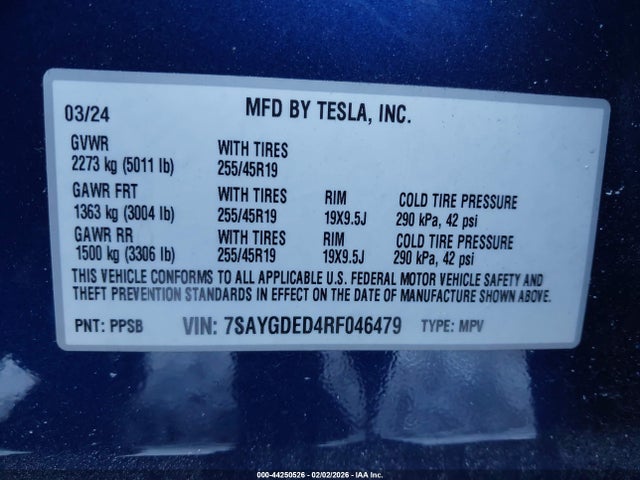 03/24 MFD BY TESLA, INC.
GVWR WITH TIRES
2273 kg (5011 lb) 255/45R19
GAWR FRT WITH TIRES RIM COLD TIRE PRESSURE
1363 kg (3004 lb) 255/45R19 19X9.5J 290 kPa, 42 psi
GAWR RR WITH TIRES RIM COLD TIRE PRESSURE
1500 kg (3306 lb) 255/45R19 19X9.5J 290 kPa, 42 psi
THIS VEHICLE CONFORMS TO ALL APPLICABLE U.S. FEDERAL MOTOR VEHICLE SAFETY AND
THEFT PREVENTION STANDARDS IN EFFECT ON THE DATE OF MANUFACTURE SHOWN ABOVE.
PNT: PPSB VIN: 7SAYGDED4RF046479 TYPE: MPV
000-44250526 - 02/02/2026 - IAA Inc.